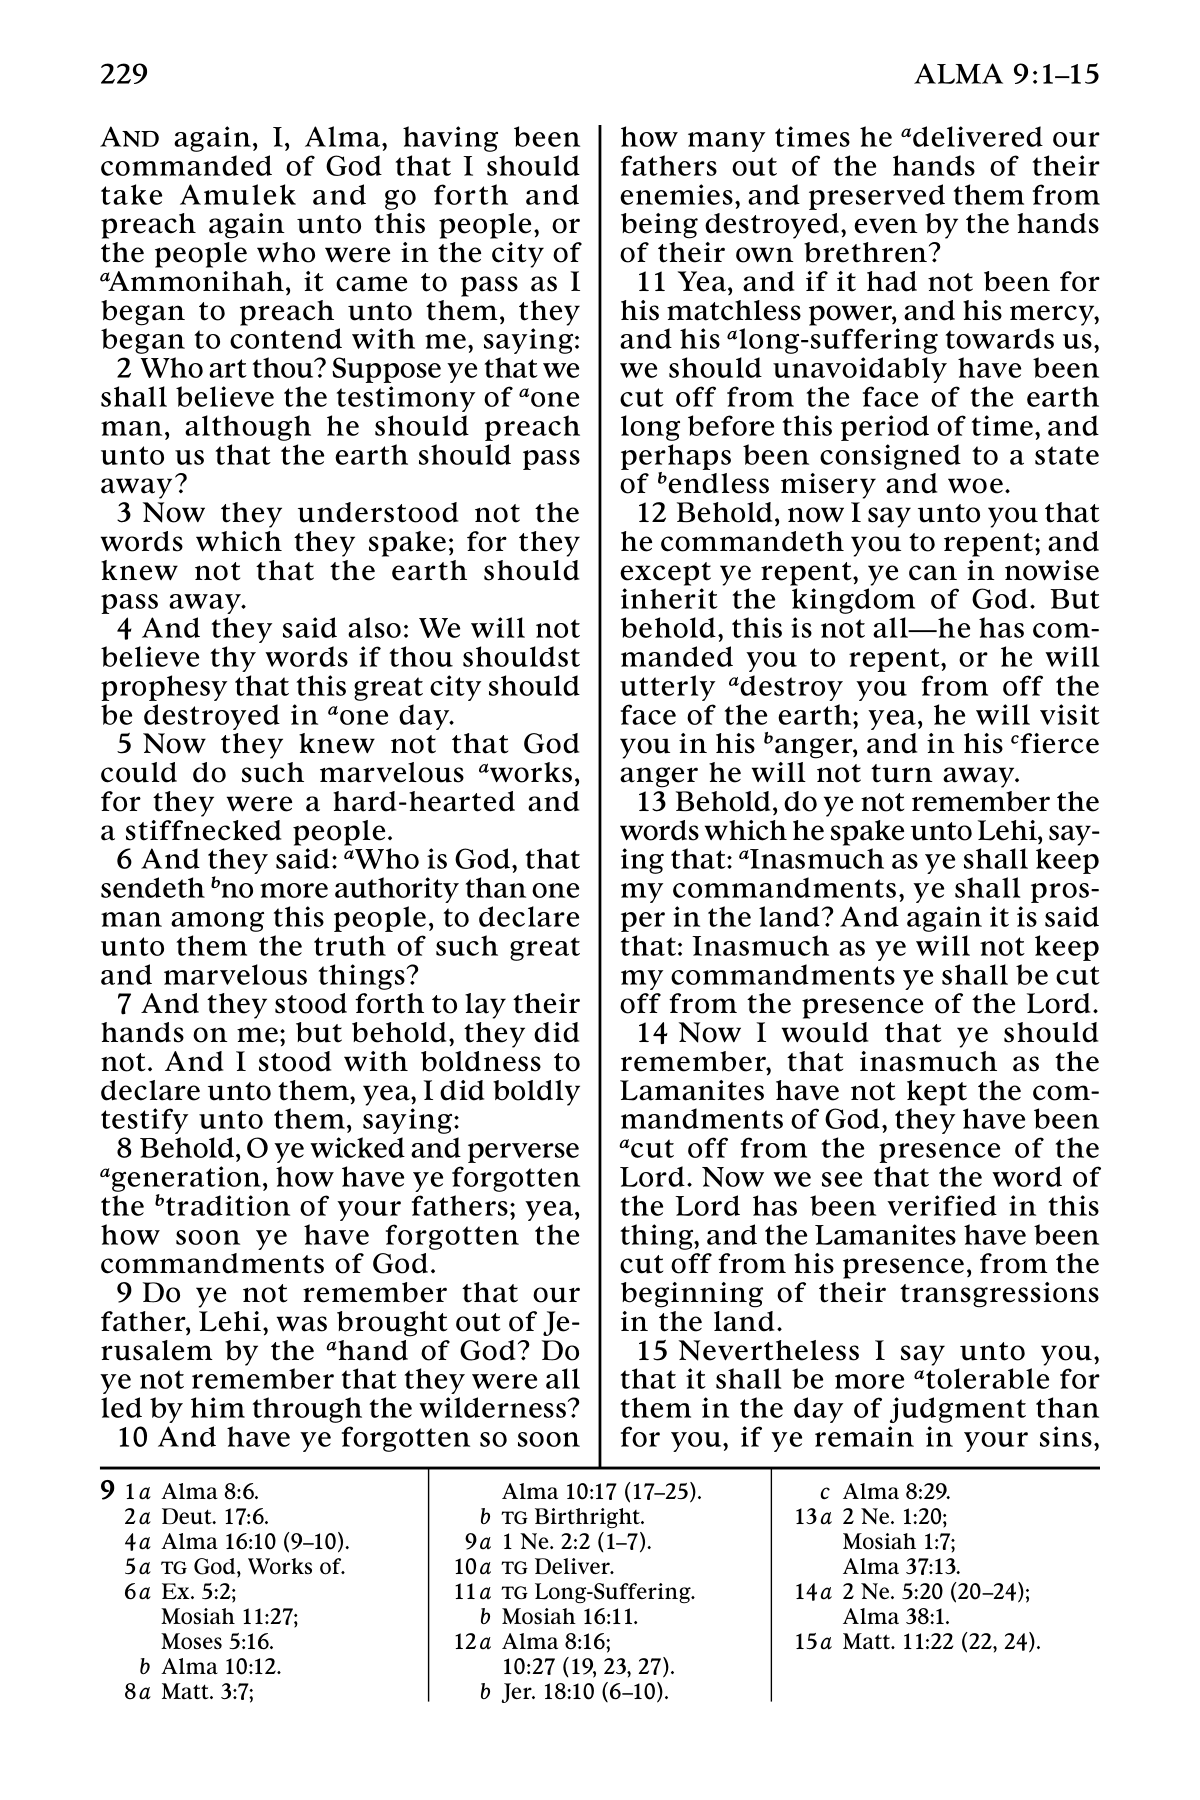 229
ALMA 9:1–15
AND again, I, Alma, having been
commanded of God that I should
take Amulek and go forth and
preach again unto this people, or
the people who were in the city of
aAmmonihah, it came to pass as I
began to preach unto them, they
began to contend with me, saying:
2 Who art thou? Suppose ye that we
shall believe the testimony of aone
man, although he should preach
unto us that the earth should pass
away?
3 Now they understood not the
words which they spake; for they
knew not that the earth should
pass away.
4 And they said also: We will not
believe thy words if thou shouldst
prophesy that this great city should
be destroyed in aone day.
5 Now they knew not that God
could do such marvelous aworks,
for they were a hard-hearted and
a stiffnecked people.
6 And they said: aWho is God, that
sendeth bno more authority than one
man among this people, to declare
unto them the truth of such great
and marvelous things?
7 And they stood forth to lay their
hands on me; but behold, they did
not. And I stood with boldness to
declare unto them, yea, I did boldly
testify unto them, saying:
8 Behold, O ye wicked and perverse
ageneration, how have ye forgotten
the btradition of your fathers; yea,
how soon ye have forgotten the
commandments of God.
9 Do ye not remember that our
father, Lehi, was brought out of Je-
rusalem by the ahand of God? Do
ye not remember that they were all
led by him through the wilderness?
10 And have ye forgotten so soon
how many times he adelivered our
fathers out of the hands of their
enemies, and preserved them from
being destroyed, even by the hands
of their own brethren?
11 Yea, and if it had not been for
his matchless power, and his mercy,
and his along-suffering towards us,
we should unavoidably have been
cut off from the face of the earth
long before this period of time, and
perhaps been consigned to a state
of bendless misery and woe.
12 Behold, now I say unto you that
he commandeth you to repent; and
except ye repent, ye can in nowise
inherit the kingdom of God. But
behold, this is not all—he has com-
manded you to repent, or he will
utterly adestroy you from off the
face of the earth; yea, he will visit
you in his banger, and in his cfierce
anger he will not turn away.
13 Behold, do ye not remember the
words which he spake unto Lehi, say-
ing that: aInasmuch as ye shall keep
my commandments, ye shall pros-
per in the land? And again it is said
that: Inasmuch as ye will not keep
my commandments ye shall be cut
off from the presence of the Lord.
14 Now I would that ye should
remember, that inasmuch as the
Lamanites have not kept the com-
mandments of God, they have been
acut off from the presence of the
Lord. Now we see that the word of
the Lord has been verified in this
thing, and the Lamanites have been
cut off from his presence, from the
beginning of their transgressions
in the land.
15 Nevertheless I say unto you,
that it shall be more atolerable for
them in the day of judgment than
for you, if ye remain in your sins,
9 1a Alma 8:6.
2a Deut. 17:6.
4a Alma 16:10 (9–10).
5a TG God, Works of.
6a Ex. 5:2;
Mosiah 11:27;
Moses 5:16.
b Alma 10:12.
8a Matt. 3:7;
Alma 10:17 (17–25).
b TG Birthright.
9a 1 Ne. 2:2 (1–7).
10a TG Deliver.
11a TG Long-Suffering.
b Mosiah 16:11.
12a Alma 8:16;
10:27 (19, 23, 27).
b Jer. 18:10 (6–10).
c Alma 8:29.
13a 2 Ne. 1:20;
Mosiah 1:7;
Alma 37:13.
14a 2 Ne. 5:20 (20–24);
Alma 38:1.
15a Matt. 11:22 (22, 24).